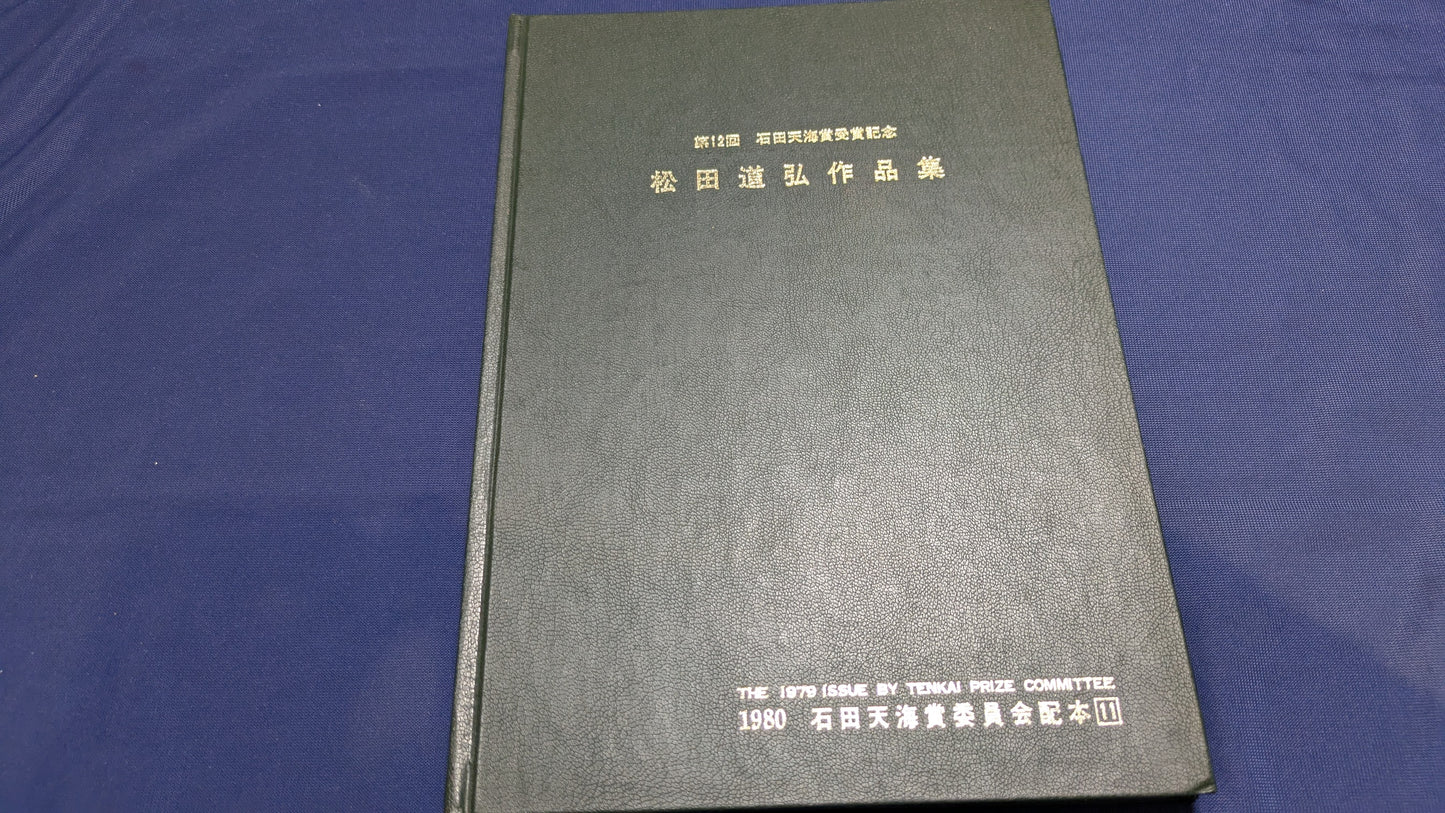 第12回 石田天海賞受賞記念
松田道弘作品集
THE 1979 ISSUE BY TENKAI PRIZE COMMITTEE
1980 石田天海賞委員会配本 11